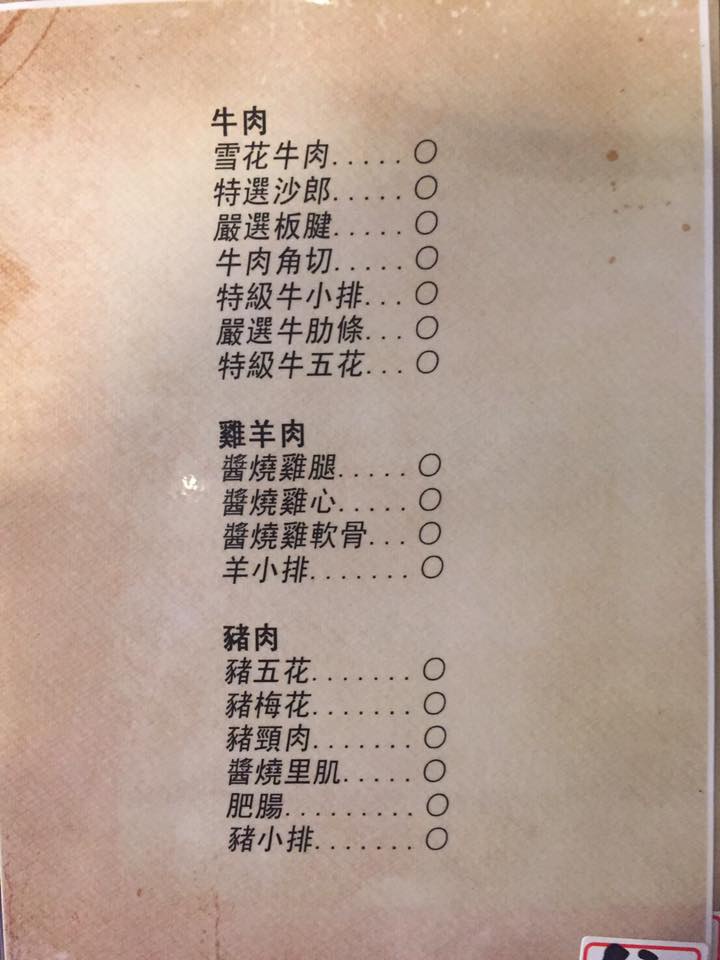 牛肉
雪花牛肉.....〇
特選沙郎.....〇
嚴選板腱.....〇
牛肉角切.....〇
特級牛小排...〇
嚴選牛肋條...〇
特級牛五花...〇
雞羊肉
醬燒雞腿.....〇
醬燒雞心.....〇
醬燒雞軟骨...〇
羊小排.......〇
豬肉
豬五花.......〇
豬梅花.......〇
豬頸肉.......〇
醬燒里肌.....〇
肥腸.........〇
豬小排.......〇